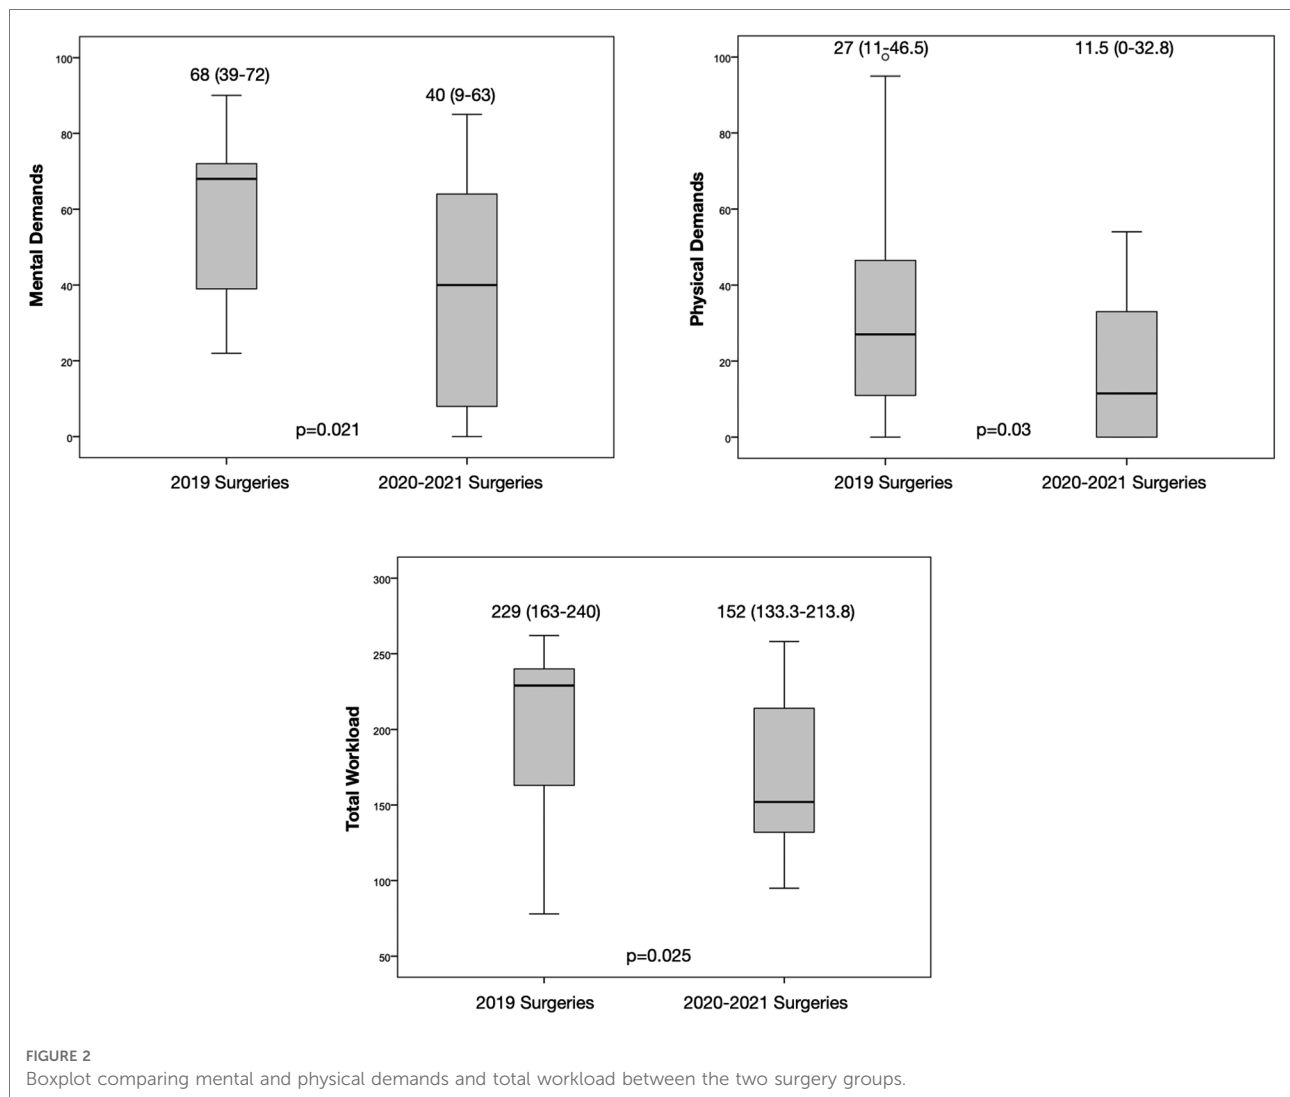 68 (39-72)
40 (9-63)
100
80
60
40
20
0
Mental Demands
p=0.021
2019 Surgeries
2020-2021 Surgeries
27 (11-46.5)
11.5 (0-32.8)
100
80
60
40
20
0
Physical Demands
p=0.03
2019 Surgeries
2020-2021 Surgeries
229 (163-240)
152 (133.3-213.8)
300
250
200
150
100
50
Total Workload
p=0.025
2019 Surgeries
2020-2021 Surgeries
FIGURE 2
Boxplot comparing mental and physical demands and total workload between the two surgery groups.